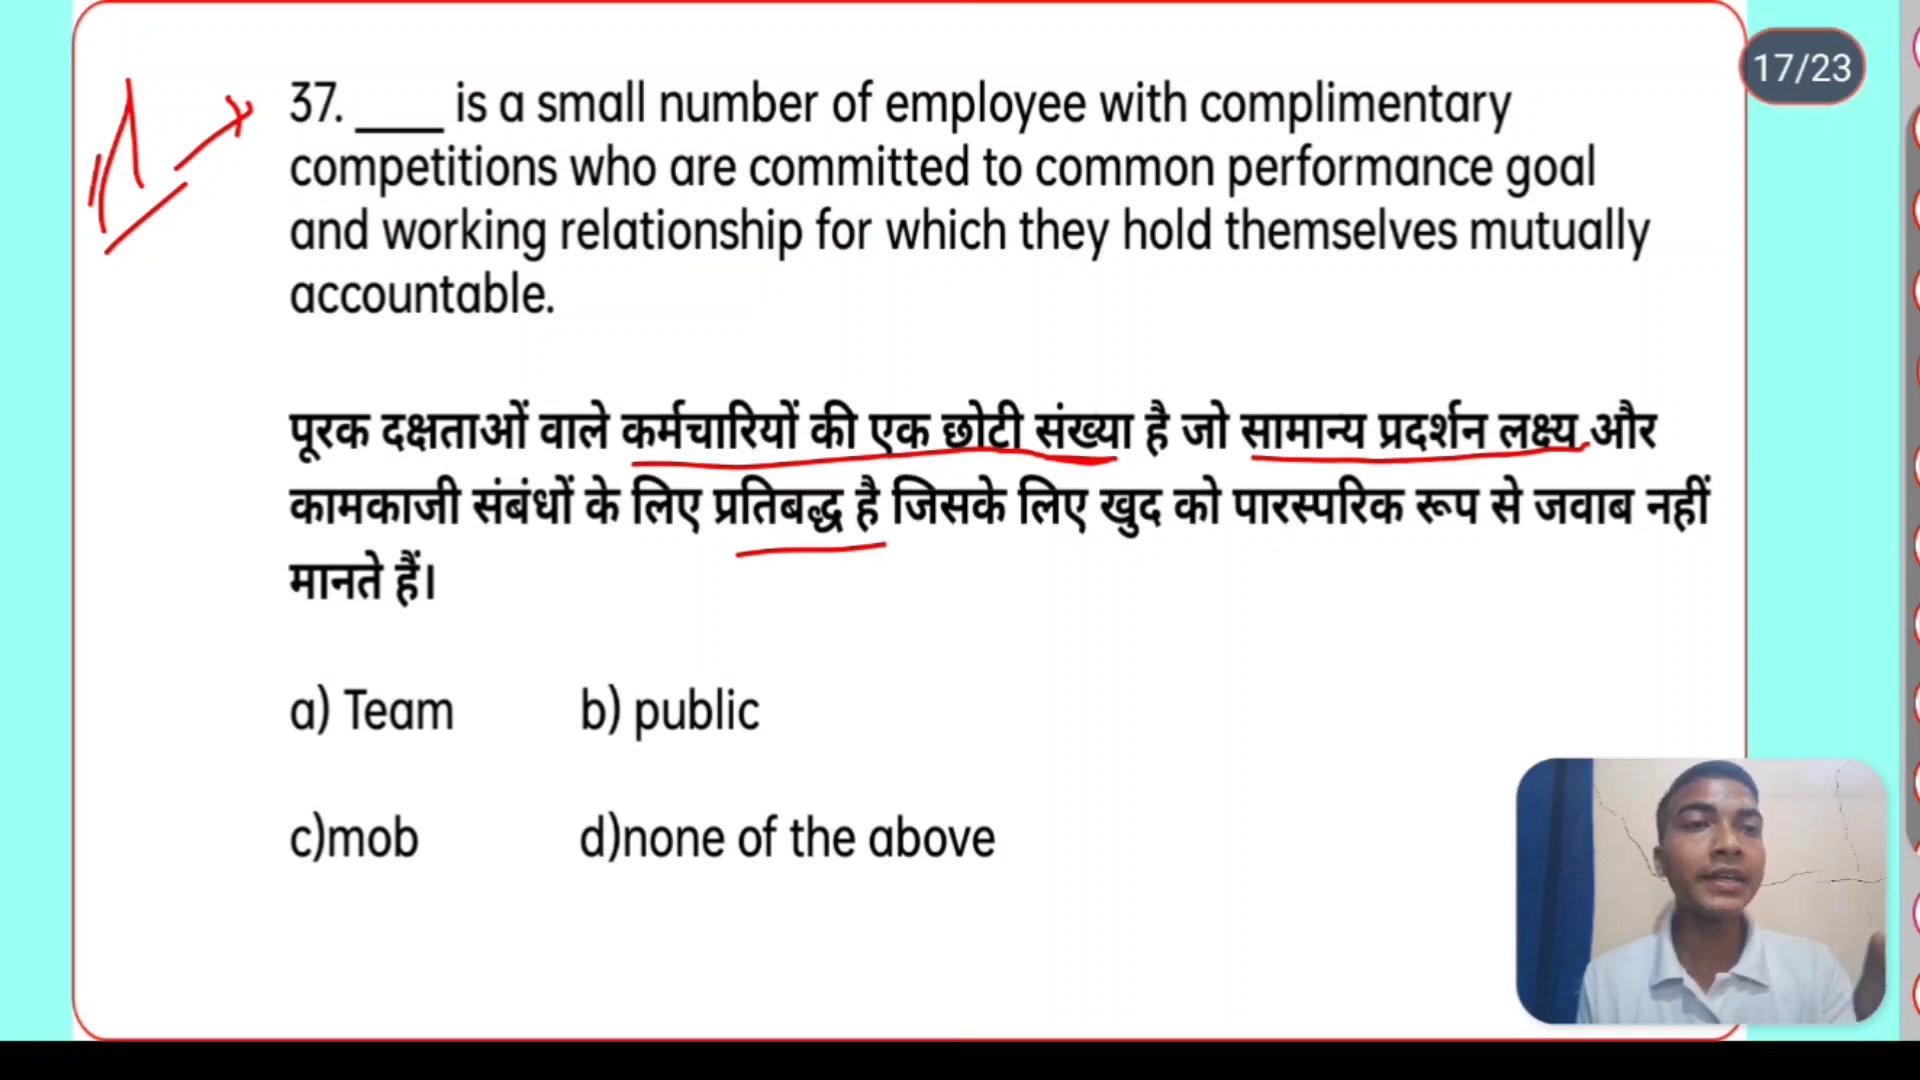 17/23
37. ____ is a small number of employee with complimentary
competitions who are committed to common performance goal
and working relationship for which they hold themselves mutually
accountable.
पूरक दक्षताओं वाले कर्मचारियों की एक छोटी संख्या है जो सामान्य प्रदर्शन लक्ष्य और
कामकाजी संबंधों के लिए प्रतिबद्ध है जिसके लिए खुद को पारस्परिक रूप से जवाब नहीं
मानते हैं।
a) Team b) public
c)mob d)none of the above